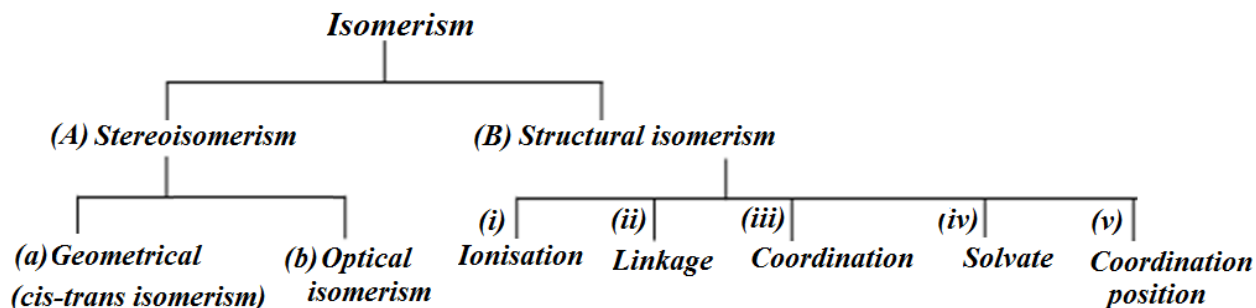 Isomerism
(A) Stereoisomerism
(B) Structural isomerism
(a) Geometrical
(cis-trans isomerism)
(b) Optical
isomerism
(i)
Ionisation
(ii)
Linkage
(iii)
Coordination
(iv)
Solvate
(v)
Coordination
position